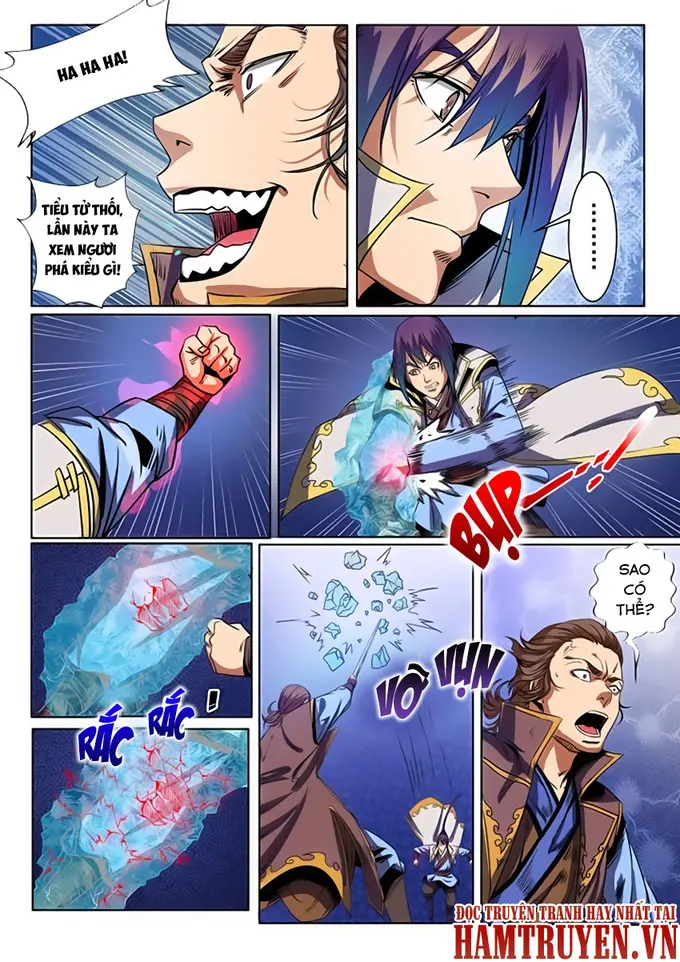 HA HA HA!
TIỂU TỬ THỐI,
LẦN NÀY TA
XEM NGƯƠI
PHÁ KIỂU GÌ!
......
BỤP
RẮC RẮC
VỠ VỤN
SAO
CÓ
THỂ?
ĐỌC TRUYỆN TRANH HAY NHẤT TẠI
HAMTRUYEN.VN